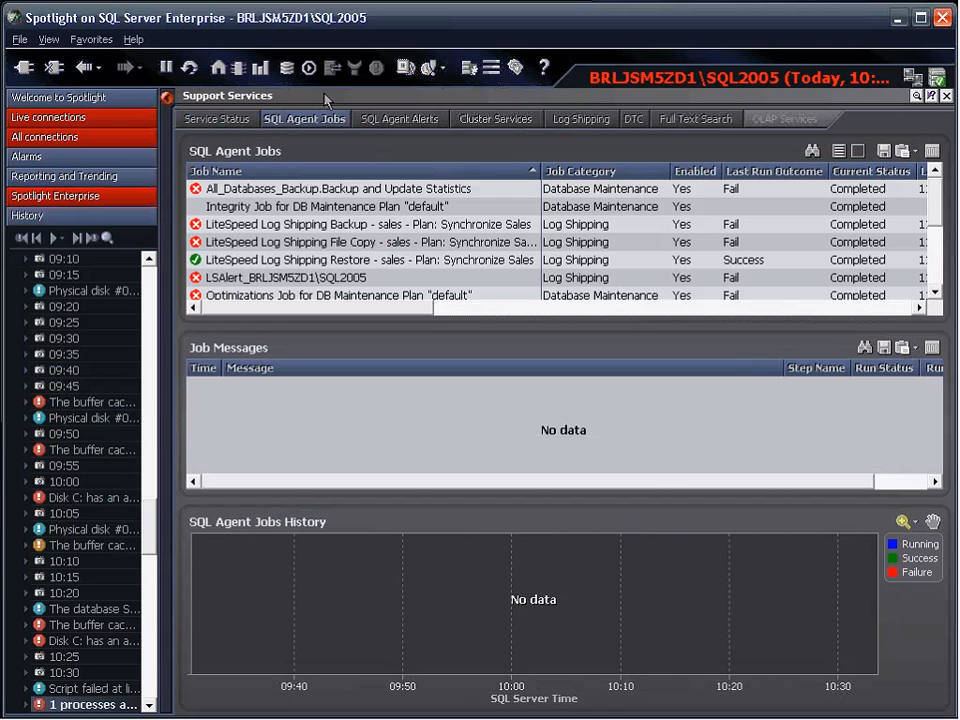 Spotlight on SQL Server Enterprise - BRLJSM5ZD1\SQL2005
File View Favorites Help
BRLJSM5ZD1\SQL2005 (Today, 10:...
Welcome to Spotlight
Live connections
All connections
Alarms
Reporting and Trending
Spotlight Enterprise
History
09:10
09:15
Physical disk #0...
09:20
09:25
09:30
09:35
09:40
09:45
The buffer cac...
Physical disk #0...
09:50
The buffer cac...
09:55
10:00
Disk C: has an a...
10:05
Physical disk #0...
The buffer cac...
10:10
10:15
10:20
The database S...
The buffer cac...
Disk C: has an a...
10:25
10:30
Script failed at li...
1 processes a...
Support Services
Service Status SQL Agent Jobs SQL Agent Alerts Cluster Services Log Shipping DTC Full Text Search OLAP Services
SQL Agent Jobs
Job Name Job Category Enabled Last Run Outcome Current Status L
All_Databases_Backup.Backup and Update Statistics Database Maintenance Yes Fail Completed 1
Integrity Job for DB Maintenance Plan "default" Database Maintenance Yes Completed
LiteSpeed Log Shipping Backup - sales - Plan: Synchronize Sales Log Shipping Yes Fail Completed 1
LiteSpeed Log Shipping File Copy - sales - Plan: Synchronize Sa... Log Shipping Yes Fail Completed 1
LiteSpeed Log Shipping Restore - sales - Plan: Synchronize Sales Log Shipping Yes Success Completed 1
LSAlert_BRLJSM5ZD1\SQL2005 Log Shipping Yes Fail Completed 1
Optimizations Job for DB Maintenance Plan "default" Database Maintenance Yes Fail Completed 1
Job Messages
Time Message Step Name Run Status Ru
No data
SQL Agent Jobs History
No data
Running
Success
Failure
09:40 09:50 10:00 10:10 10:20 10:30
SQL Server Time